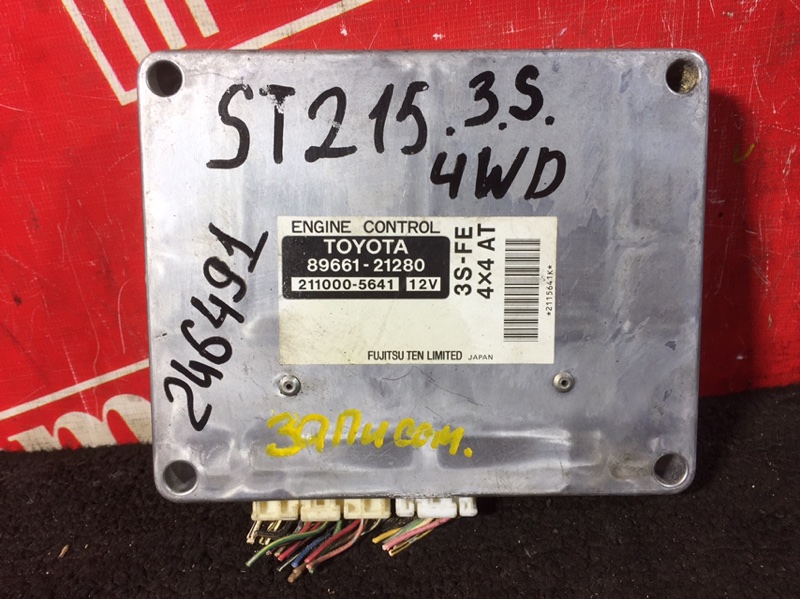 ST215.3.S.
4WD
ENGINE CONTROL
TOYOTA
89661-21280
211000-5641 12V
3S-FE
4×4 AT
*2115641K*
FUJITSU TEN LIMITED JAPAN
246491